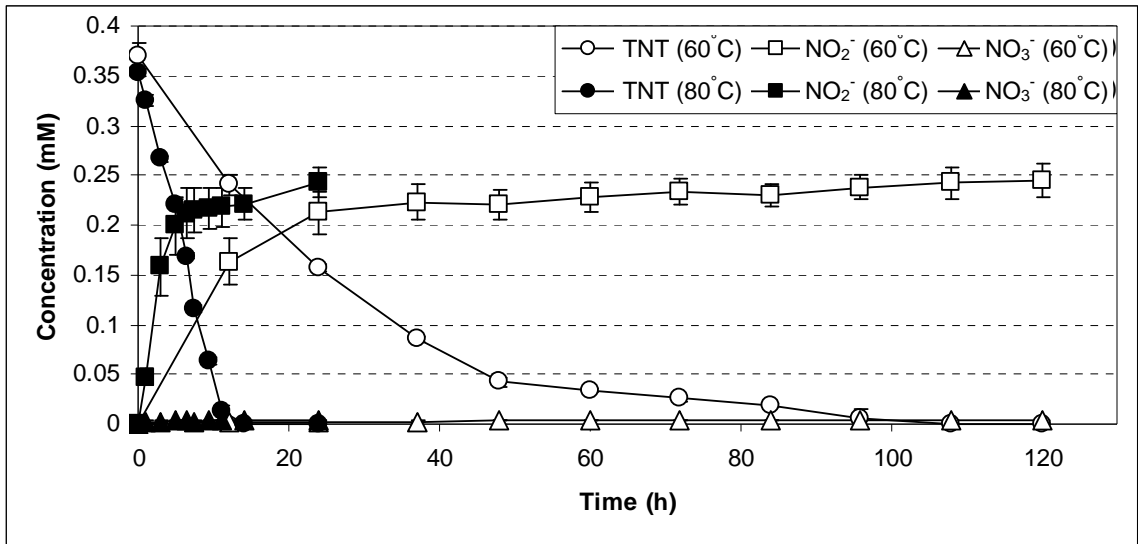 0.4
0.35
0.3
0.25
0.2
0.15
0.1
0.05
0
Concentration (mM)
TNT (60°C) NO₂⁻ (60°C) NO₃⁻ (60°C)
TNT (80°C) NO₂⁻ (80°C) NO₃⁻ (80°C)
0 20 40 60 80 100 120
Time (h)